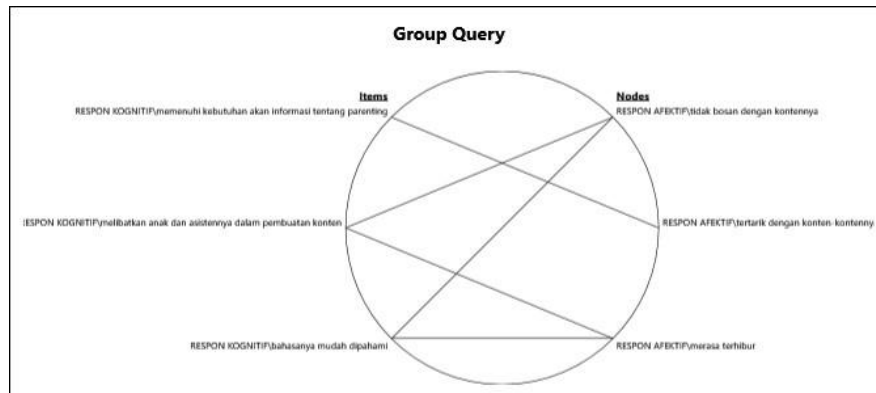 Group Query
Items
Nodes
RESPON KOGNITIF\memenuhi kebutuhan akan informasi tentang parenting
RESPON AFEKTIF\tidak bosan dengan kontennya
RESPON KOGNITIF\melibatkan anak dan asistennya dalam pembuatan konten
RESPON AFEKTIF\tertarik dengan konten-kontenny
RESPON KOGNITIF\bahasanya mudah dipahami
RESPON AFEKTIF\merasa terhibur